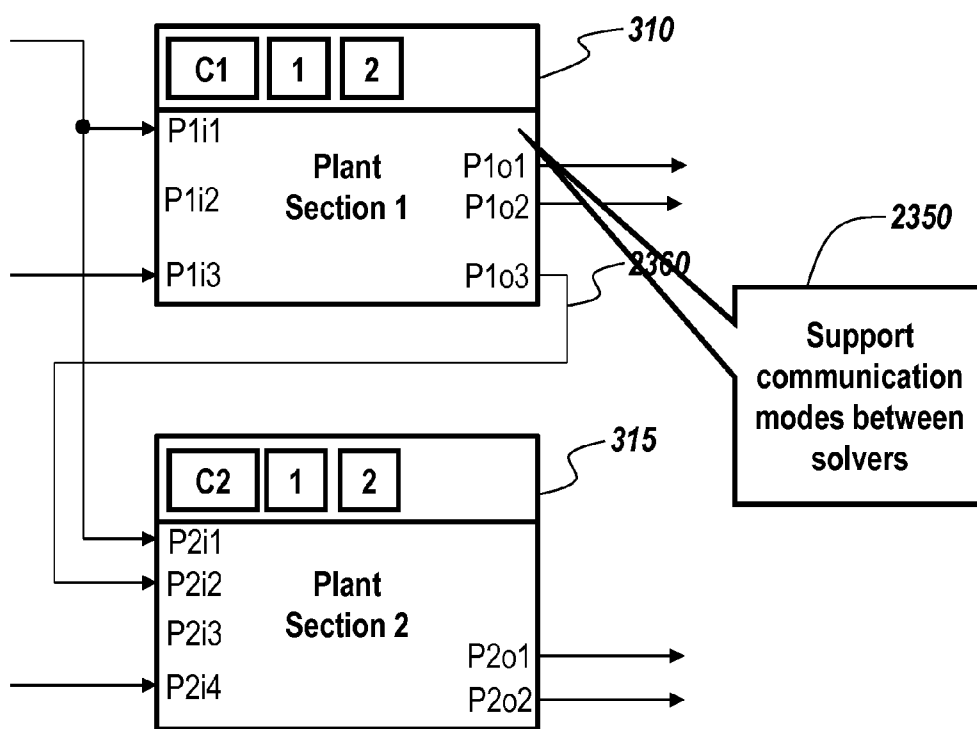 310
C1 1 2
P1i1
P1i2
P1i3
Plant
Section 1
P1o1
P1o2
P1o3
2360
2350
Support
communication
modes between
solvers
315
C2 1 2
P2i1
P2i2
P2i3
P2i4
Plant
Section 2
P2o1
P2o2